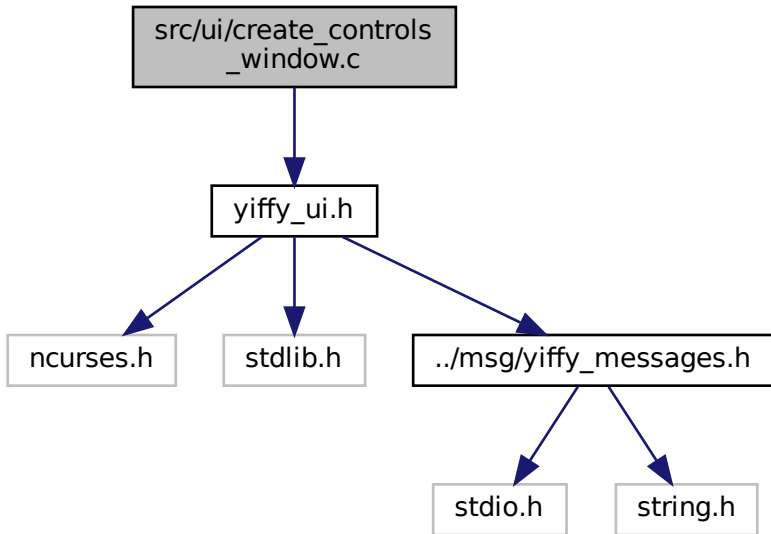 src/ui/create_controls
_window.c
yiffy_ui.h
ncurses.h
stdlib.h
../msg/yiffy_messages.h
stdio.h
string.h